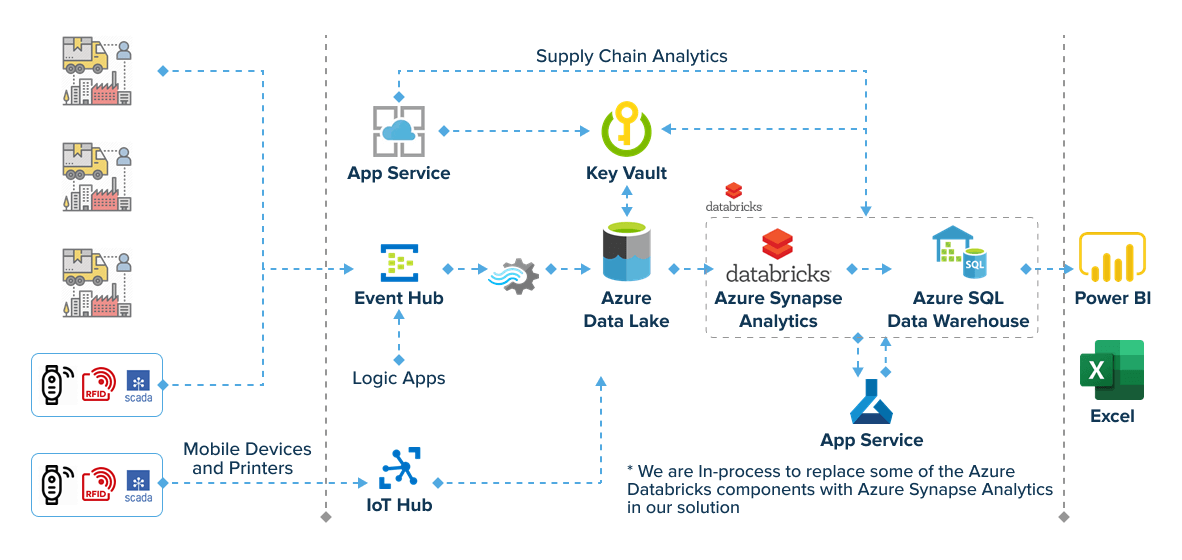 Supply Chain Analytics
App Service
Key Vault
databricks
databricks
Event Hub
Azure
Data Lake
Azure Synapse
Analytics
SQL
Azure SQL
Data Warehouse
Power BI
Logic Apps
RFID
scada
X
Excel
App Service
Mobile Devices
and Printers
RFID
scada
IoT Hub
* We are In-process to replace some of the Azure
Databricks components with Azure Synapse Analytics
in our solution